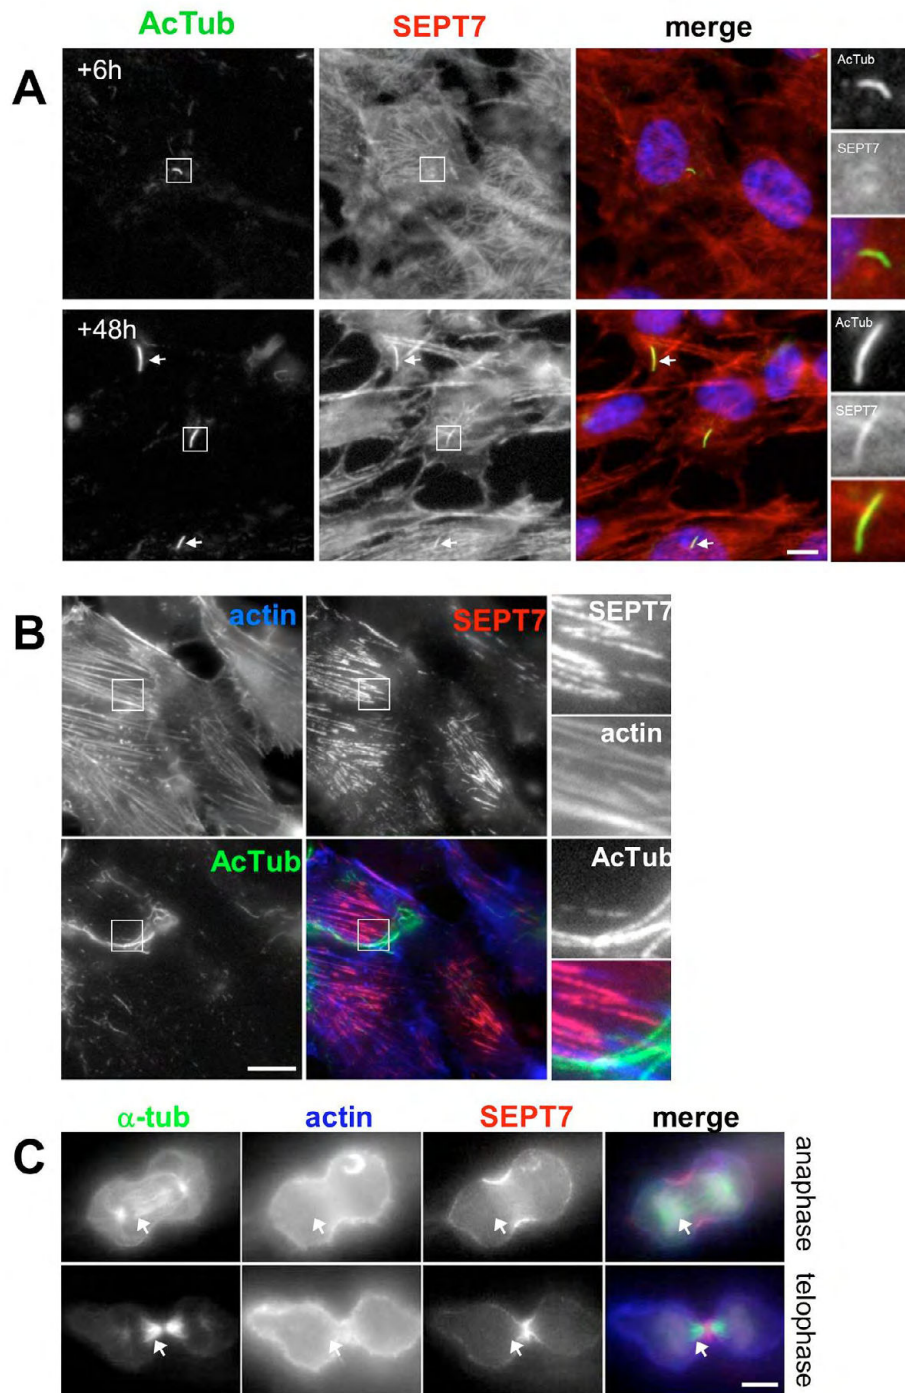 AcTub SEPT7 merge
A
+6h
AcTub
SEPT7
+48h
AcTub
SEPT7
B
actin SEPT7 SEPT7
actin
AcTub AcTub
C
α-tub actin SEPT7 merge
anaphase
telophase